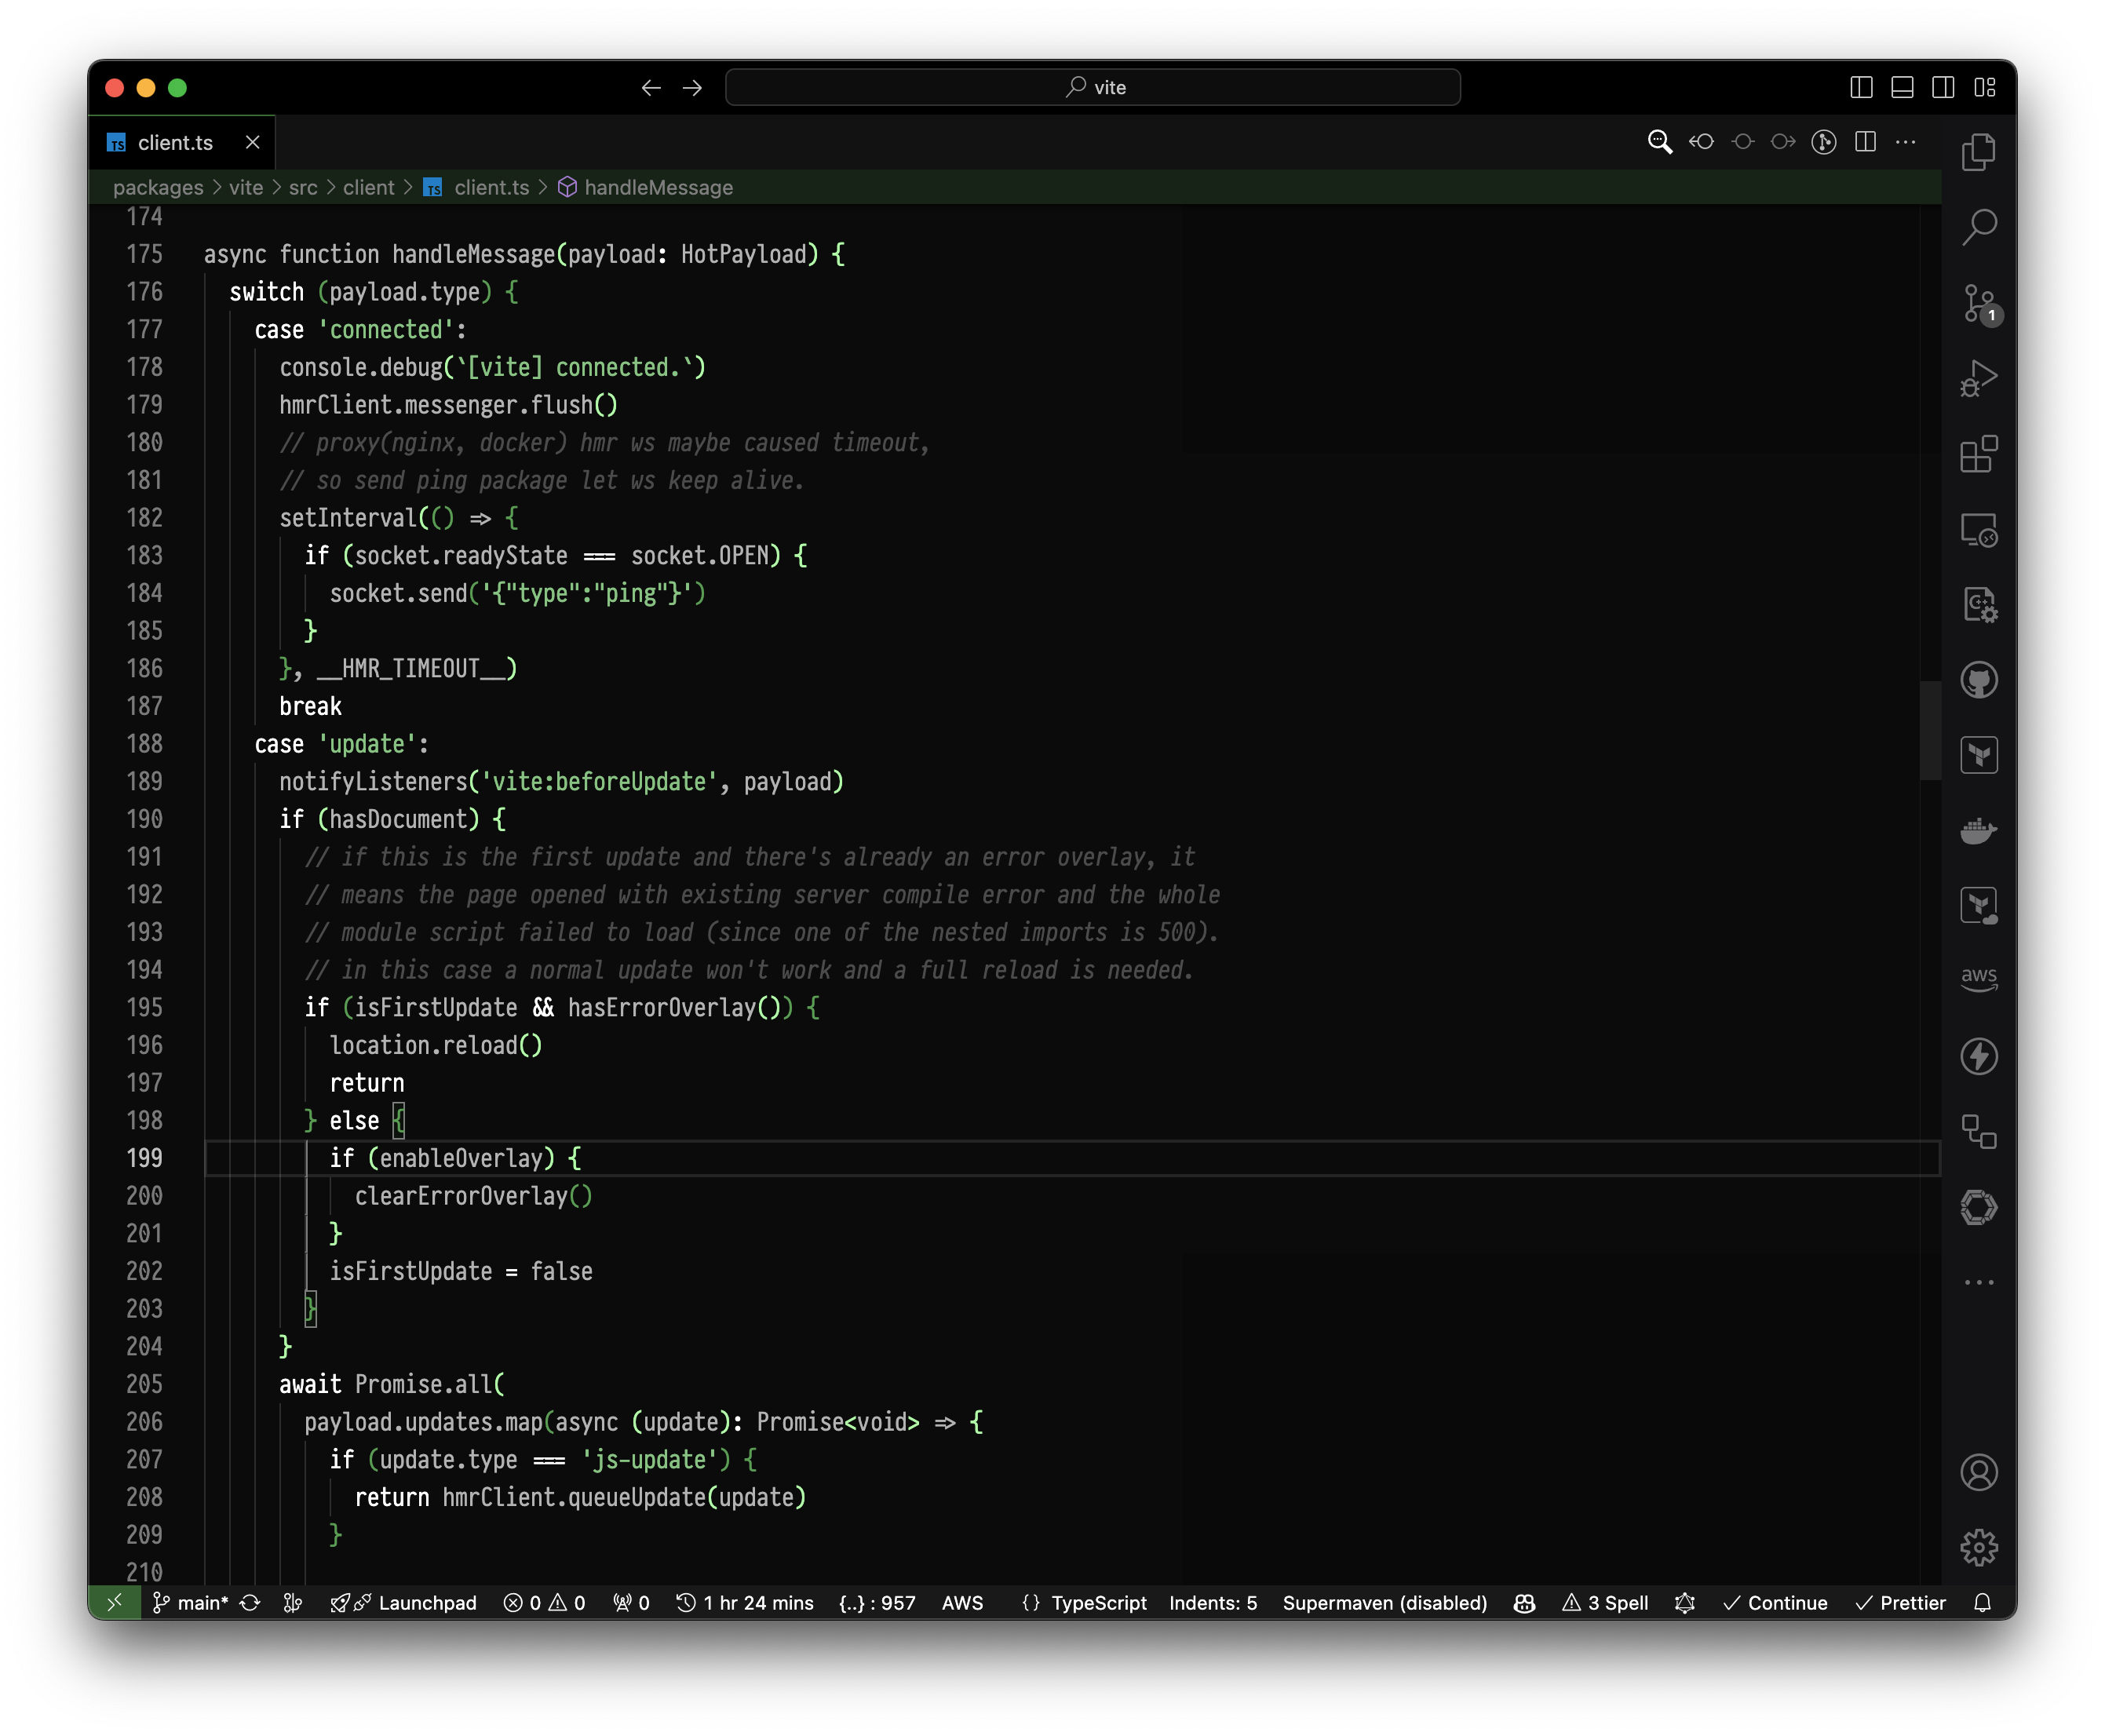 vite
client.ts
packages > vite > src > client > client.ts > handleMessage
174
175 async function handleMessage(payload: HotPayload) {
176 switch (payload.type) {
177 case 'connected':
178 console.debug(`[vite] connected.`)
179 hmrClient.messenger.flush()
180 // proxy(nginx, docker) hmr ws maybe caused timeout,
181 // so send ping package let ws keep alive.
182 setInterval(() => {
183 if (socket.readyState === socket.OPEN) {
184 socket.send('{"type":"ping"}')
185 }
186 }, __HMR_TIMEOUT__)
187 break
188 case 'update':
189 notifyListeners('vite:beforeUpdate', payload)
190 if (hasDocument) {
191 // if this is the first update and there's already an error overlay, it
192 // means the page opened with existing server compile error and the whole
193 // module script failed to load (since one of the nested imports is 500).
194 // in this case a normal update won't work and a full reload is needed.
195 if (isFirstUpdate && hasErrorOverlay()) {
196 location.reload()
197 return
198 } else {
199 if (enableOverlay) {
200 clearErrorOverlay()
201 }
202 isFirstUpdate = false
203 }
204 }
205 await Promise.all(
206 payload.updates.map(async (update): Promise<void> => {
207 if (update.type === 'js-update') {
208 return hmrClient.queueUpdate(update)
209 }
210
1
C++
aws
main* Launchpad 0 0 0 1 hr 24 mins {..} : 957 AWS {} TypeScript Indents: 5 Supermaven (disabled) 3 Spell Continue Prettier